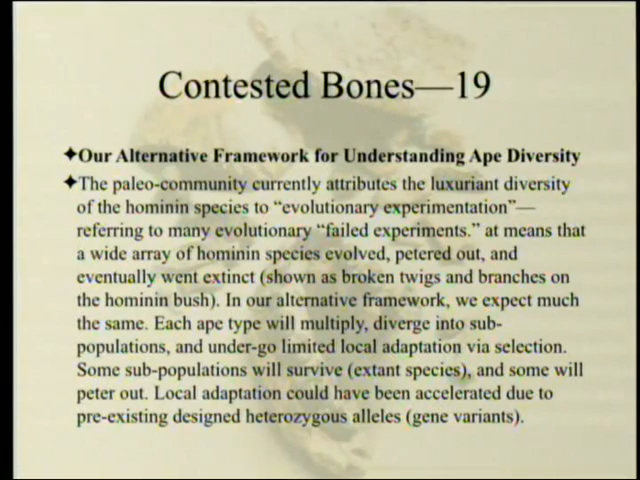 Contested Bones—19
✦Our Alternative Framework for Understanding Ape Diversity
✦The paleo-community currently attributes the luxuriant diversity
of the hominin species to “evolutionary experimentation”—
referring to many evolutionary “failed experiments.” at means that
a wide array of hominin species evolved, petered out, and
eventually went extinct (shown as broken twigs and branches on
the hominin bush). In our alternative framework, we expect much
the same. Each ape type will multiply, diverge into sub-
populations, and under-go limited local adaptation via selection.
Some sub-populations will survive (extant species), and some will
peter out. Local adaptation could have been accelerated due to
pre-existing designed heterozygous alleles (gene variants).